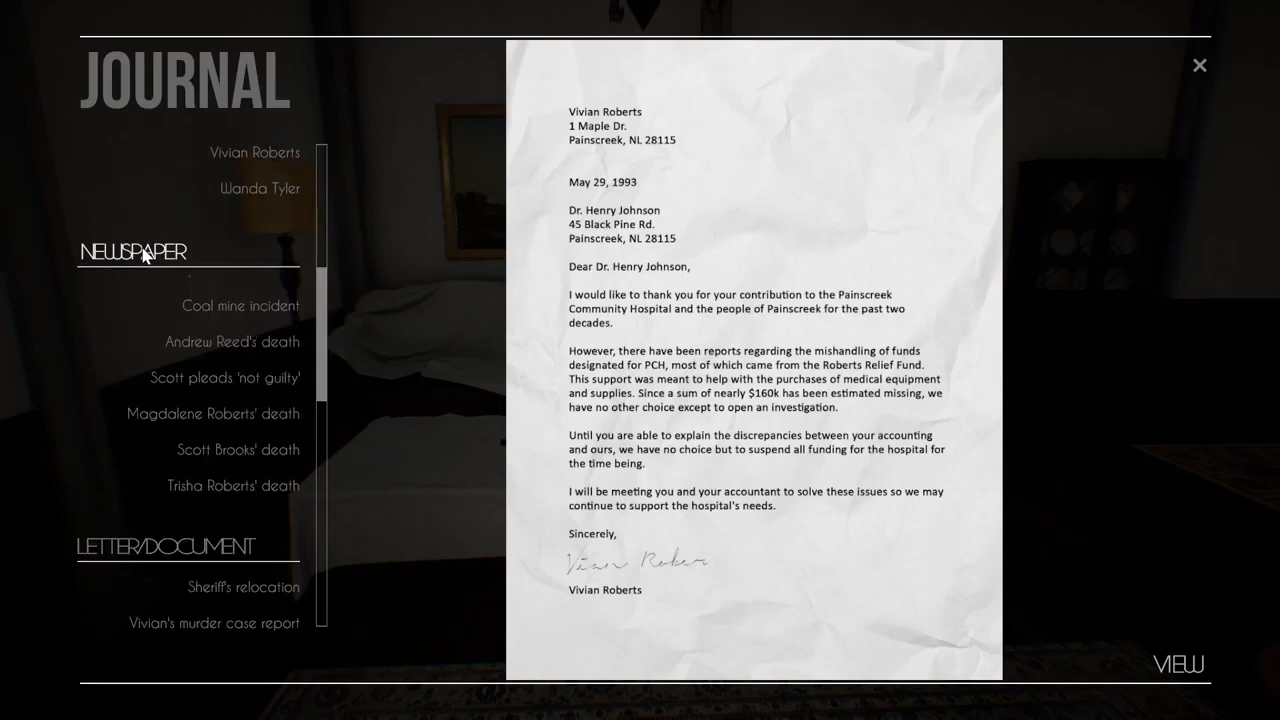 JOURNAL
Vivian Roberts
Wanda Tyler
NEWSPAPER
Coal mine incident
Andrew Reed's death
Scott pleads 'not guilty'
Magdalene Roberts' death
Scott Brooks' death
Trisha Roberts' death
LETTER/DOCUMENT
Sheriff's relocation
Vivian's murder case report
Vivian Roberts
1 Maple Dr.
Painscreek, NL 28115
May 29, 1993
Dr. Henry Johnson
45 Black Pine Rd.
Painscreek, NL 28115
Dear Dr. Henry Johnson,
I would like to thank you for your contribution to the Painscreek
Community Hospital and the people of Painscreek for the past two
decades.
However, there have been reports regarding the mishandling of funds
designated for PCH, most of which came from the Roberts Relief Fund.
This support was meant to help with the purchases of medical equipment
and supplies. Since a sum of nearly $160k has been estimated missing, we
have no other choice except to open an investigation.
Until you are able to explain the discrepancies between your accounting
and ours, we have no choice but to suspend all funding for the hospital for
the time being.
I will be meeting you and your accountant to solve these issues so we may
continue to support the hospital's needs.
Sincerely,
Vivian Rober
Vivian Roberts
VIEW